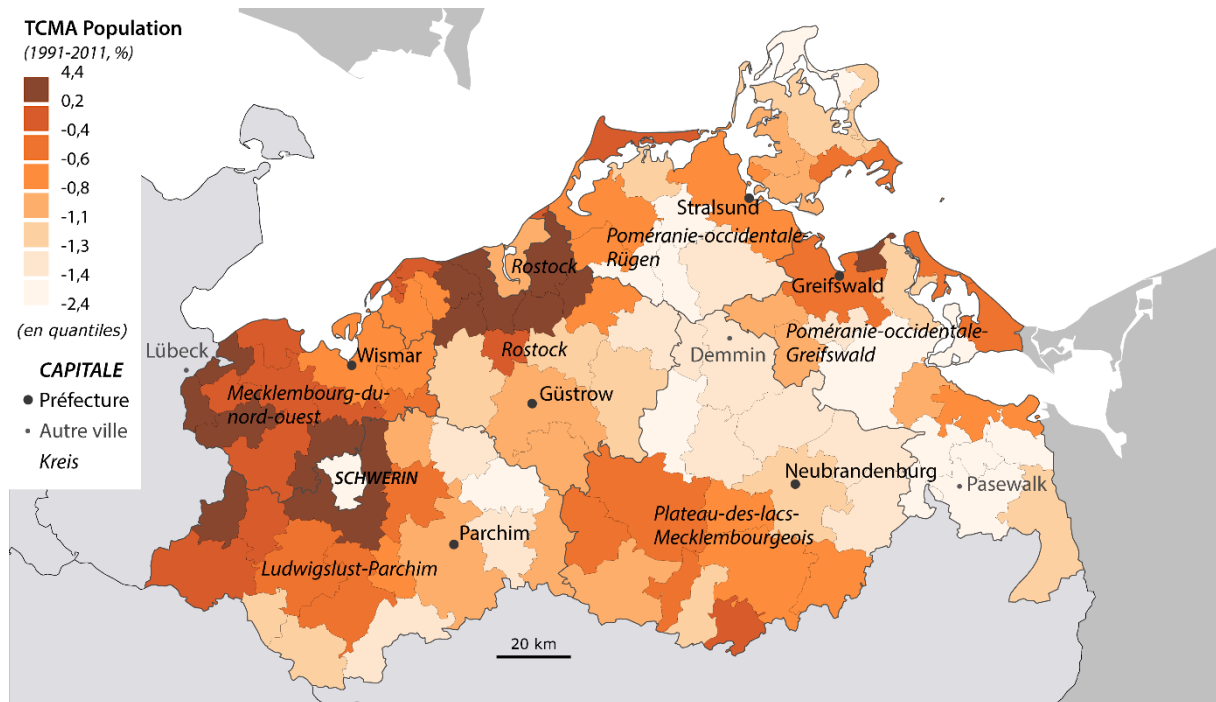 TCMA Population
(1991-2011, %)
4,4
0,2
-0,4
-0,6
-0,8
-1,1
-1,3
-1,4
-2,4
(en quantiles)
CAPITALE
Préfecture
Autre ville
Kreis
Lübeck
Wismar
Mecklembourg-du-
nord-ouest
SCHWERIN
Ludwigslust-Parchim
Parchim
Rostock
Rostock
Güstrow
Stralsund
Poméranie-occidentale-
Rügen
Greifswald
Poméranie-occidentale-
Greifswald
Demmin
Neubrandenburg
Pasewalk
Plateau-des-lacs-
Mecklembourgeois
20 km